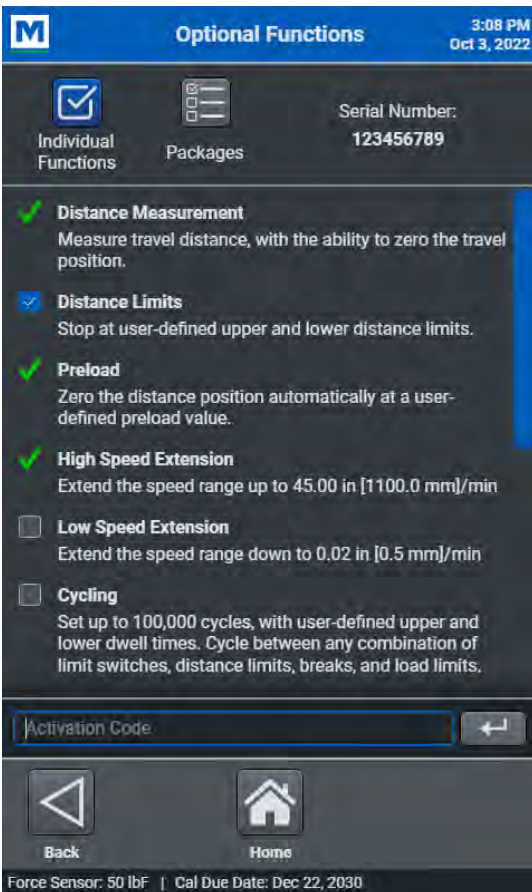 M
Optional Functions
3:08 PM
Oct 3, 2022
Individual
Functions
Packages
Serial Number:
123456789
Distance Measurement
Measure travel distance, with the ability to zero the travel
position.
Distance Limits
Stop at user-defined upper and lower distance limits.
Preload
Zero the distance position automatically at a user-
defined preload value.
High Speed Extension
Extend the speed range up to 45.00 in [1100.0 mm]/min
Low Speed Extension
Extend the speed range down to 0.02 in [0.5 mm]/min
Cycling
Set up to 100,000 cycles, with user-defined upper and
lower dwell times. Cycle between any combination of
limit switches, distance limits, breaks, and load limits.
Activation Code
Back
Home
Force Sensor: 50 lbF | Cal Due Date: Dec 22, 2030